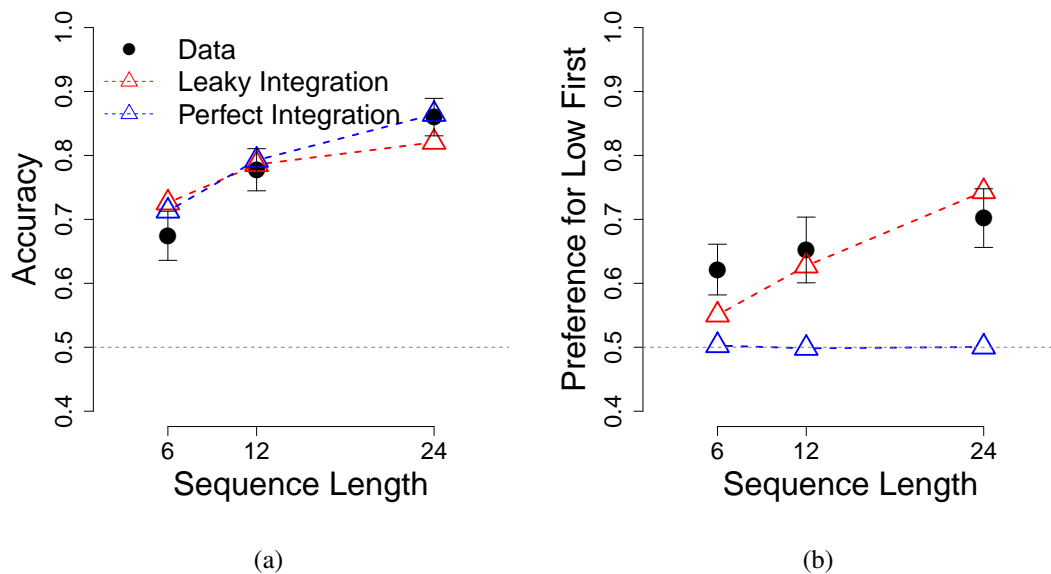 Accuracy
1.0
0.9
0.8
0.7
0.6
0.5
0.4
Data
Leaky Integration
Perfect Integration
6
12
24
Sequence Length
(a)
Preference for Low First
1.0
0.9
0.8
0.7
0.6
0.5
0.4
6
12
24
Sequence Length
(b)